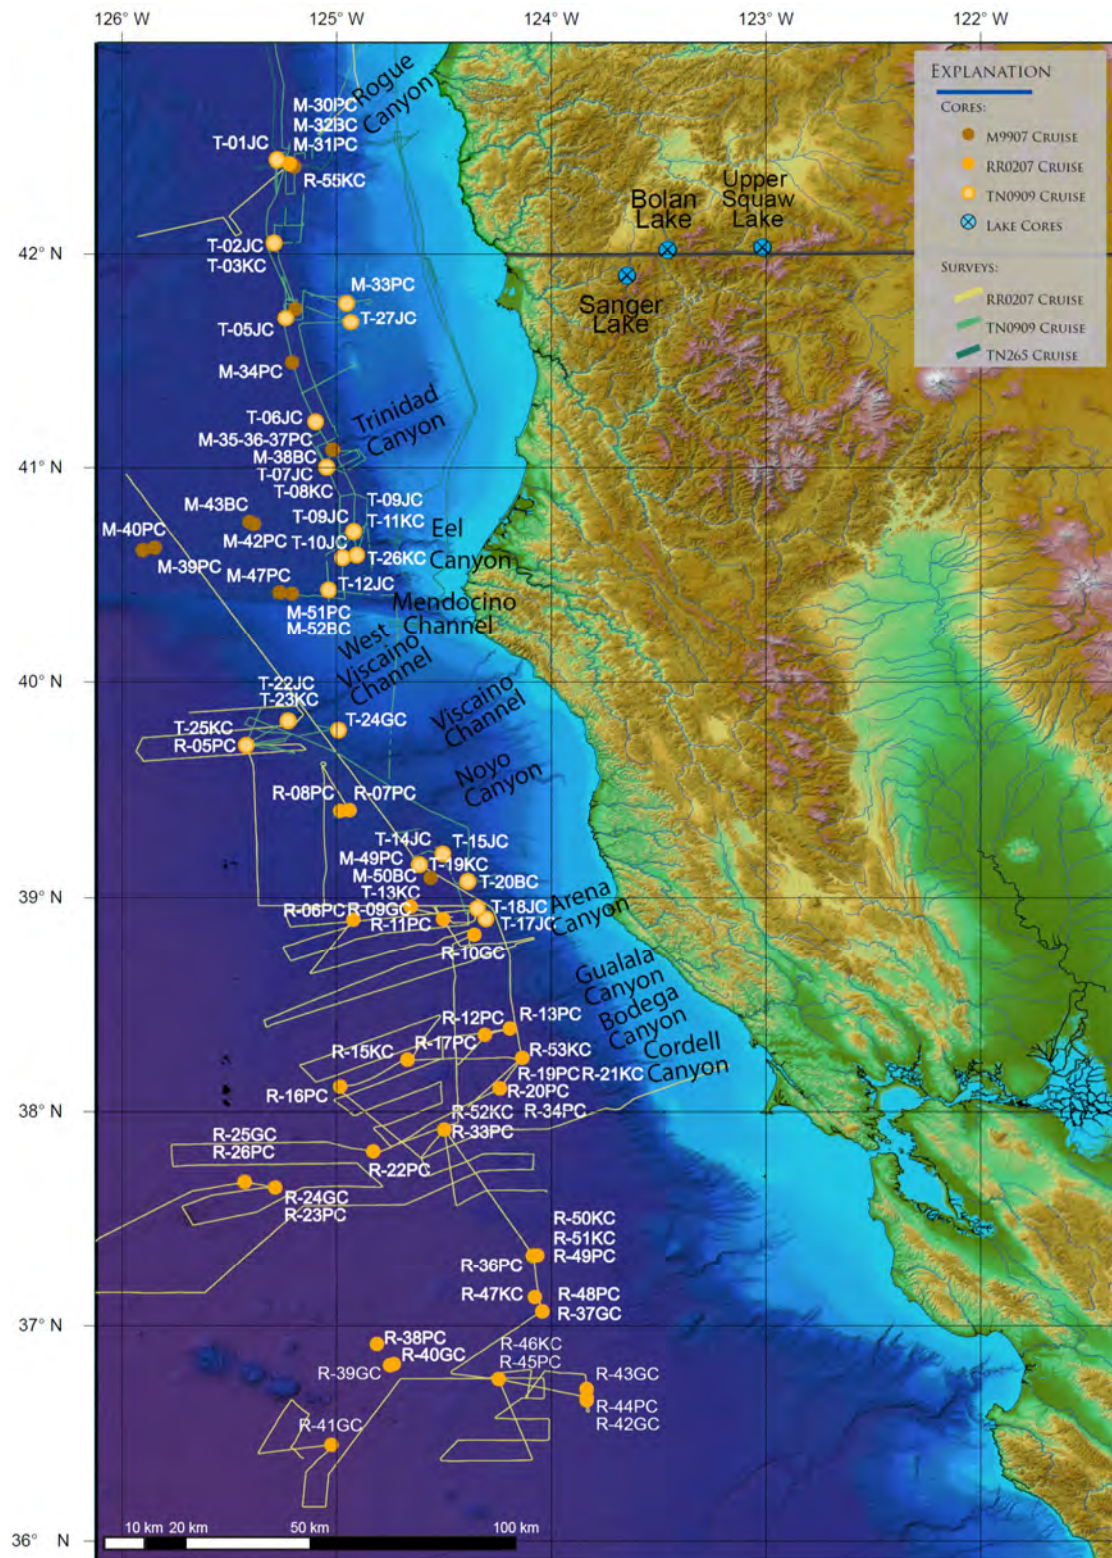 126° W
125° W
124° W
123° W
122° W
EXPLANATION
CORES:
M9907 CRUISE
RR0207 CRUISE
TN0909 CRUISE
LAKE CORES
SURVEYS:
RR0207 CRUISE
TN0909 CRUISE
TN265 CRUISE
Rogue
Canyon
M-30PC
M-32BC
T-01JC
M-31PC
R-55KC
Bolan
Lake
Upper
Squaw
Lake
Sanger
Lake
42° N
T-02JC
T-03KC
M-33PC
T-05JC
T-27JC
M-34PC
Trinidad
Canyon
T-06JC
M-35-36-37PC
M-38BC
41° N
T-07JC
T-08KC
M-43BC
T-09JC
T-09JC
T-11KC
M-40PC
M-42PC
T-10JC
T-26KC
Eel
Canyon
M-39PC
M-47PC
T-12JC
M-51PC
M-52BC
Mendocino
Channel
West
Viscaino
Channel
40° N
T-22JC
T-23KC
T-24GC
Viscaino
Channel
T-25KC
R-05PC
Noyo
Canyon
R-08PC
R-07PC
T-14JC
T-15JC
M-49PC
T-19KC
M-50BC
T-20BC
39° N
T-13KC
R-06PC
R-09GC
T-18JC
R-11PC
T-17JC
Arena
Canyon
R-10GC
Gualala
Canyon
Bodega
Canyon
Cordell
Canyon
R-12PC
R-13PC
R-15KC
R-17PC
R-53KC
R-19PC
R-21KC
R-16PC
R-20PC
38° N
R-52KC
R-34PC
R-33PC
R-25GC
R-26PC
R-22PC
R-24GC
R-23PC
R-50KC
R-51KC
R-36PC
R-49PC
R-47KC
R-48PC
R-37GC
37° N
R-38PC
R-40GC
R-39GC
R-46KC
R-45PC
R-43GC
R-44PC
R-42GC
R-41GC
36° N
10 km
20 km
50 km
100 km